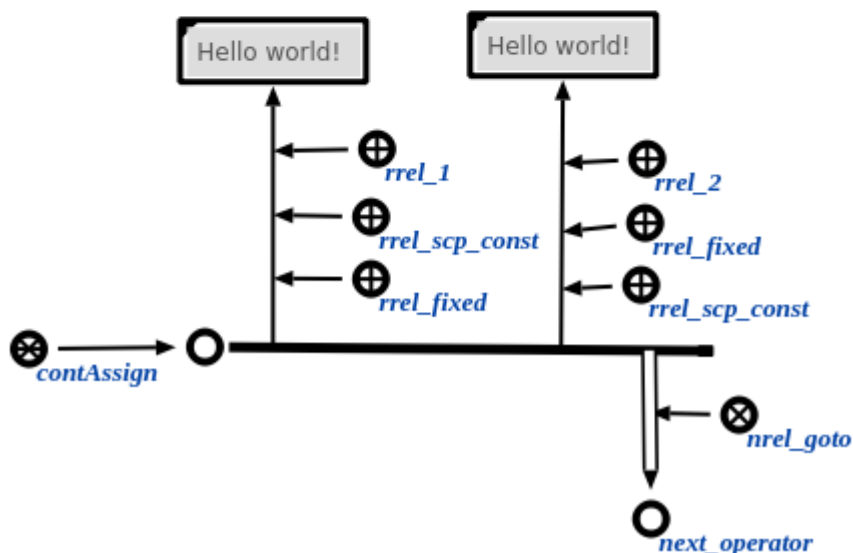 Hello world!
Hello world!
rrel_1
rrel_2
rrel_scp_const
rrel_fixed
rrel_fixed
rrel_scp_const
contAssign
nrel_goto
next_operator